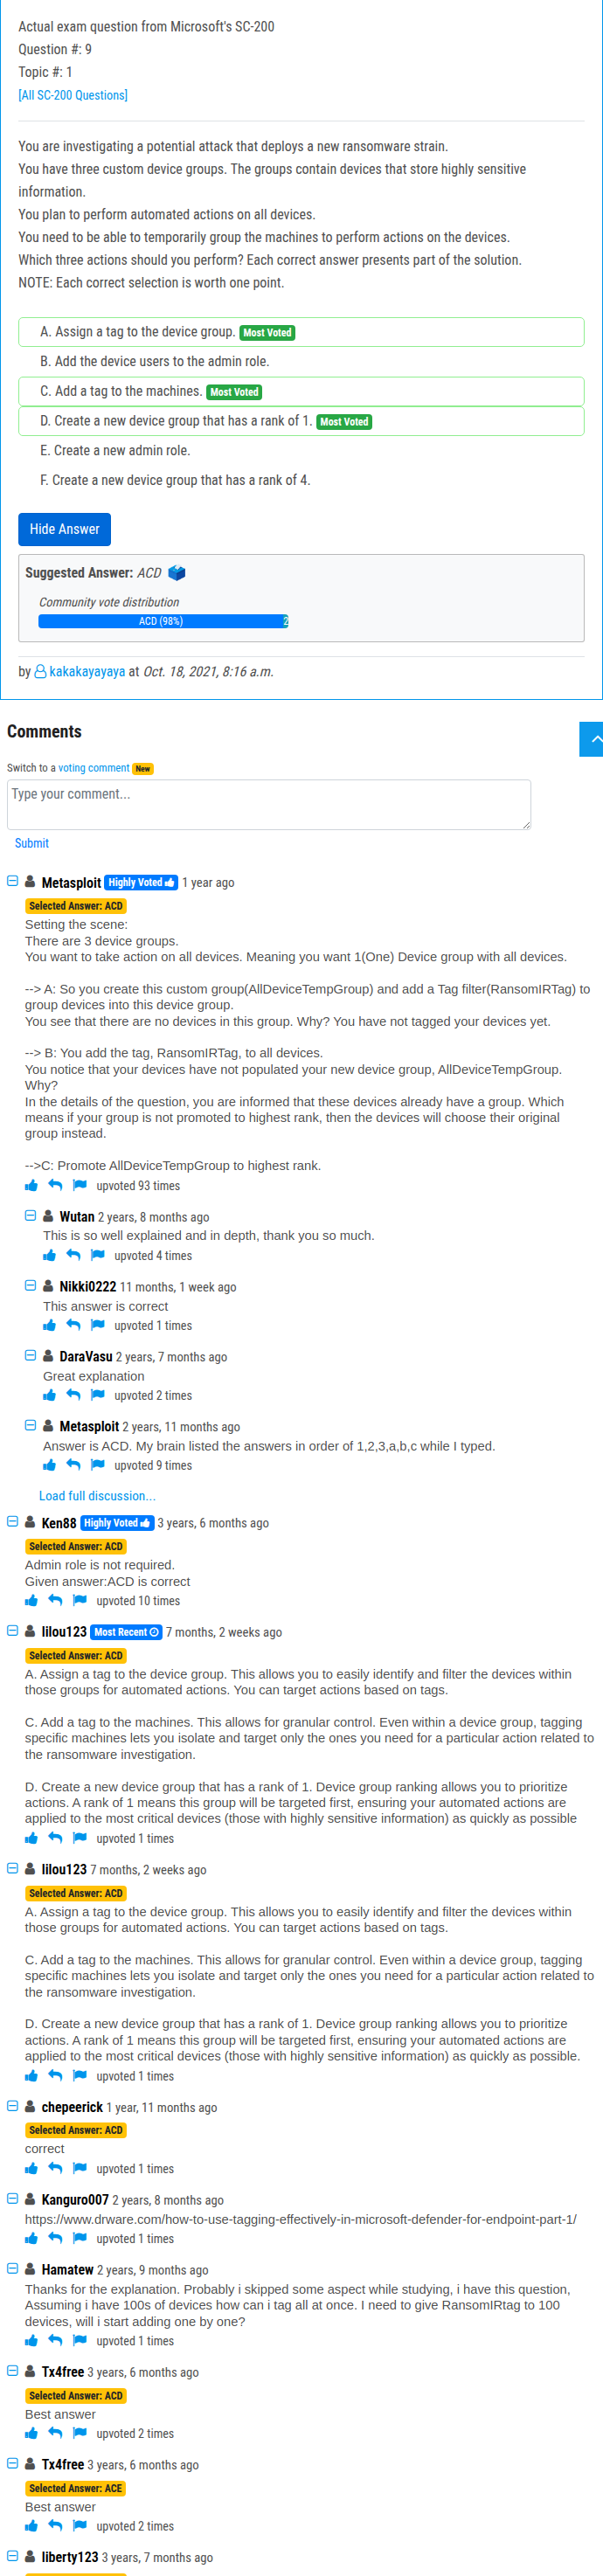 Actual exam question from Microsoft's SC-200
Question #: 9
Topic #: 1
[All SC-200 Questions]
You are investigating a potential attack that deploys a new ransomware strain.
You have three custom device groups. The groups contain devices that store highly sensitive
information.
You plan to perform automated actions on all devices.
You need to be able to temporarily group the machines to perform actions on the devices.
Which three actions should you perform? Each correct answer presents part of the solution.
NOTE: Each correct selection is worth one point.
A. Assign a tag to the device group. Most Voted
B. Add the device users to the admin role.
C. Add a tag to the machines. Most Voted
D. Create a new device group that has a rank of 1. Most Voted
E. Create a new admin role.
F. Create a new device group that has a rank of 4.
Hide Answer
Suggested Answer: ACD
Community vote distribution
ACD (98%) 2
by kakakayayaya at Oct. 18, 2021, 8:16 a.m.
Comments
Switch to a voting comment New
Type your comment...
Submit
Metasploit Highly Voted 1 year ago
Selected Answer: ACD
Setting the scene:
There are 3 device groups.
You want to take action on all devices. Meaning you want 1(One) Device group with all devices.
--> A: So you create this custom group(AllDeviceTempGroup) and add a Tag filter(RansomIRTag) to
group devices into this device group.
You see that there are no devices in this group. Why? You have not tagged your devices yet.
--> B: You add the tag, RansomIRTag, to all devices.
You notice that your devices have not populated your new device group, AllDeviceTempGroup.
Why?
In the details of the question, you are informed that these devices already have a group. Which
means if your group is not promoted to highest rank, then the devices will choose their original
group instead.
-->C: Promote AllDeviceTempGroup to highest rank.
upvoted 93 times
Wutan 2 years, 8 months ago
This is so well explained and in depth, thank you so much.
upvoted 4 times
Nikki0222 11 months, 1 week ago
This answer is correct
upvoted 1 times
DaraVasu 2 years, 7 months ago
Great explanation
upvoted 2 times
Metasploit 2 years, 11 months ago
Answer is ACD. My brain listed the answers in order of 1,2,3,a,b,c while I typed.
upvoted 9 times
Load full discussion...
Ken88 Highly Voted 3 years, 6 months ago
Selected Answer: ACD
Admin role is not required.
Given answer:ACD is correct
upvoted 10 times
lilou123 Most Recent 7 months, 2 weeks ago
Selected Answer: ACD
A. Assign a tag to the device group. This allows you to easily identify and filter the devices within
those groups for automated actions. You can target actions based on tags.
C. Add a tag to the machines. This allows for granular control. Even within a device group, tagging
specific machines lets you isolate and target only the ones you need for a particular action related to
the ransomware investigation.
D. Create a new device group that has a rank of 1. Device group ranking allows you to prioritize
actions. A rank of 1 means this group will be targeted first, ensuring your automated actions are
applied to the most critical devices (those with highly sensitive information) as quickly as possible
upvoted 1 times
lilou123 7 months, 2 weeks ago
Selected Answer: ACD
A. Assign a tag to the device group. This allows you to easily identify and filter the devices within
those groups for automated actions. You can target actions based on tags.
C. Add a tag to the machines. This allows for granular control. Even within a device group, tagging
specific machines lets you isolate and target only the ones you need for a particular action related to
the ransomware investigation.
D. Create a new device group that has a rank of 1. Device group ranking allows you to prioritize
actions. A rank of 1 means this group will be targeted first, ensuring your automated actions are
applied to the most critical devices (those with highly sensitive information) as quickly as possible.
upvoted 1 times
chepeerick 1 year, 11 months ago
Selected Answer: ACD
correct
upvoted 1 times
Kanguro007 2 years, 8 months ago
https://www.drware.com/how-to-use-tagging-effectively-in-microsoft-defender-for-endpoint-part-1/
upvoted 1 times
Hamatew 2 years, 9 months ago
Thanks for the explanation. Probably i skipped some aspect while studying, i have this question,
Assuming i have 100s of devices how can i tag all at once. I need to give RansomIRtag to 100
devices, will i start adding one by one?
upvoted 1 times
Tx4free 3 years, 6 months ago
Selected Answer: ACD
Best answer
upvoted 2 times
Tx4free 3 years, 6 months ago
Selected Answer: ACE
Best answer
upvoted 2 times
liberty123 3 years, 7 months ago